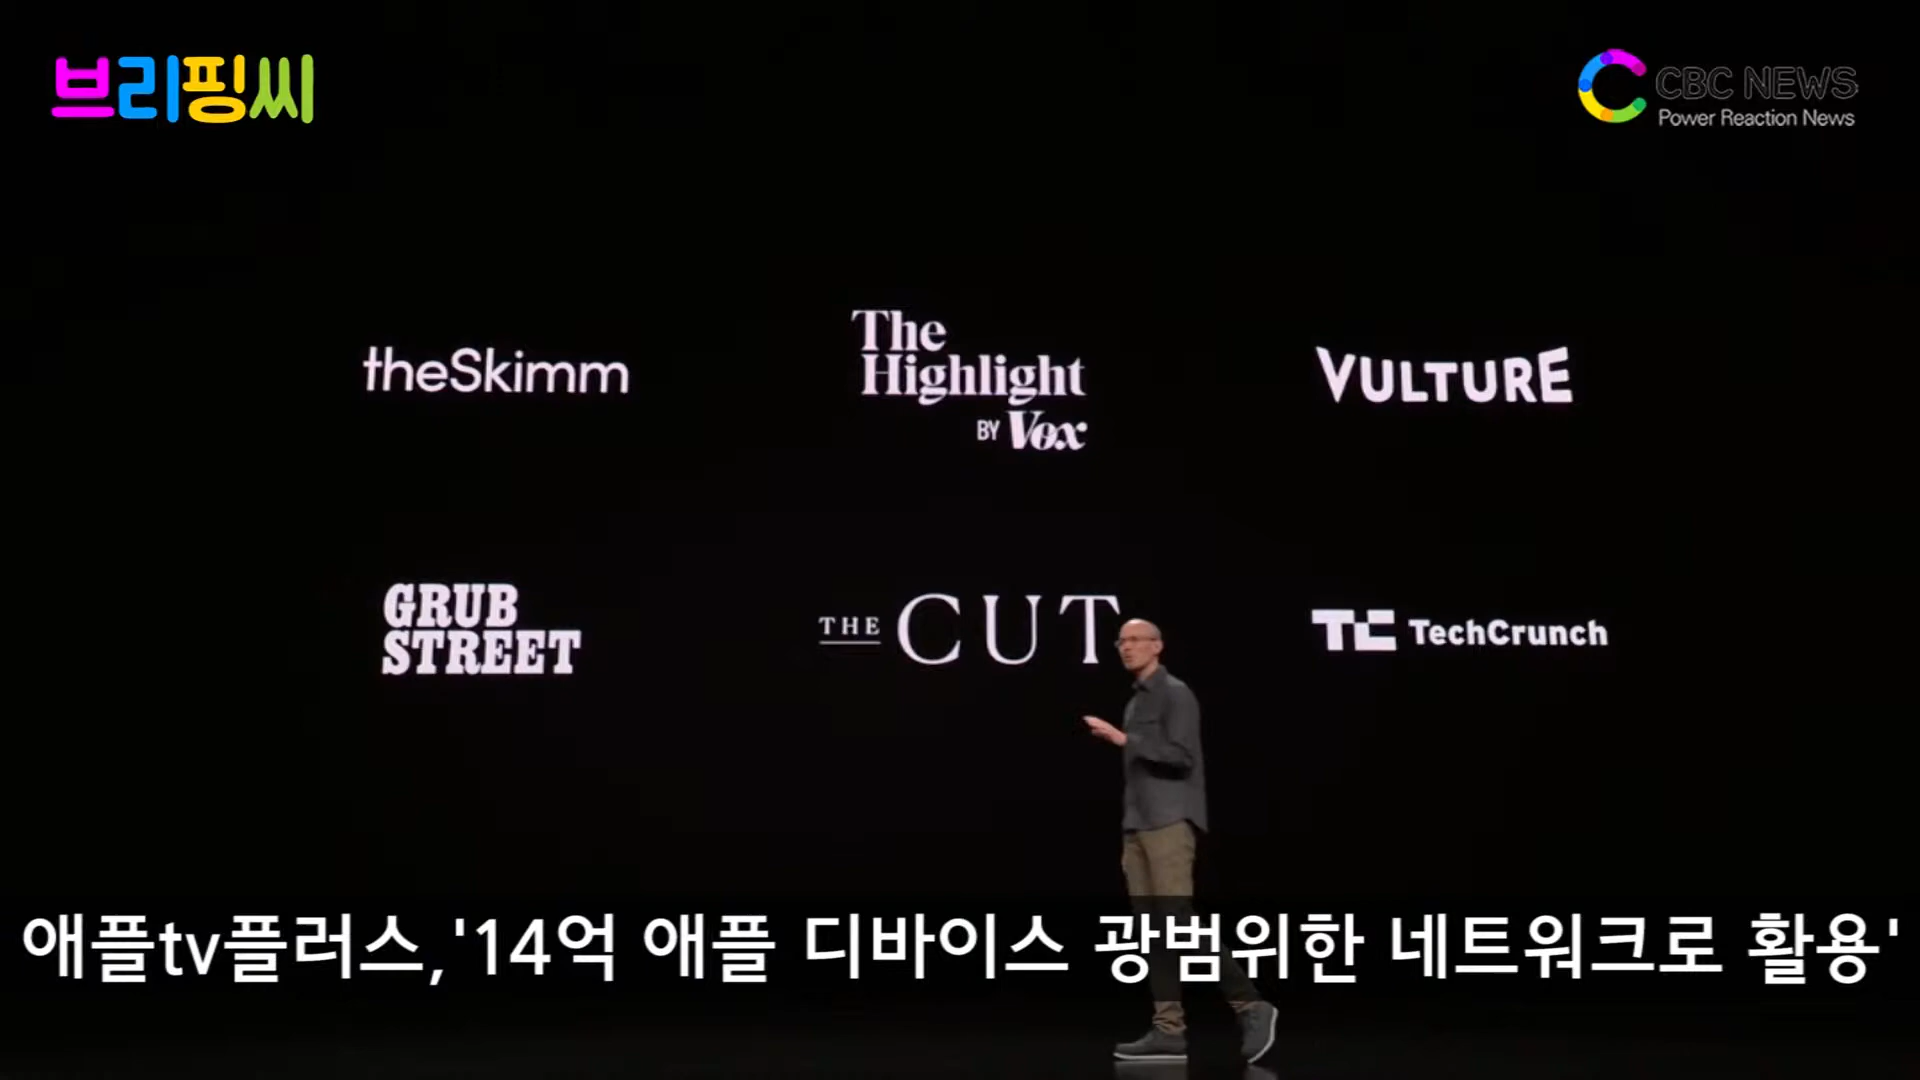 브리핑씨
CBC NEWS
Power Reaction News
theSkimm
The
Highlight
BY Vox
VULTURE
GRUB
STREET
THE CUT
TC TechCrunch
애플tv플러스,'14억 애플 디바이스 광범위한 네트워크로 활용'